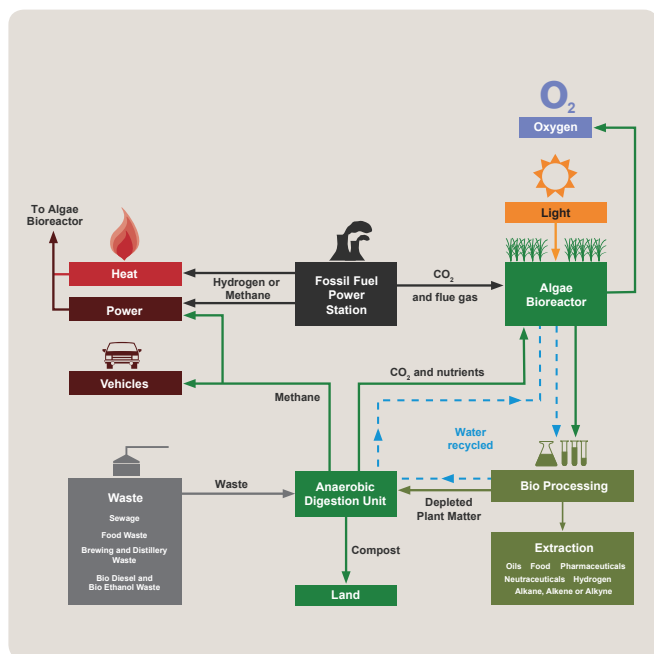 O2
Oxygen
Light
To Algae
Bioreactor
Heat
Power
Hydrogen or
Methane
Fossil Fuel
Power
Station
CO2
and flue gas
Algae
Bioreactor
Vehicles
Methane
CO2 and nutrients
Water
recycled
Waste
Sewage
Food Waste
Brewing and Distillery
Waste
Bio Diesel and
Bio Ethanol Waste
Waste
Anaerobic
Digestion Unit
Depleted
Plant Matter
Bio Processing
Compost
Land
Extraction
Oils Food Pharmaceuticals
Neutraceuticals Hydrogen
Alkane, Alkene or Alkyne